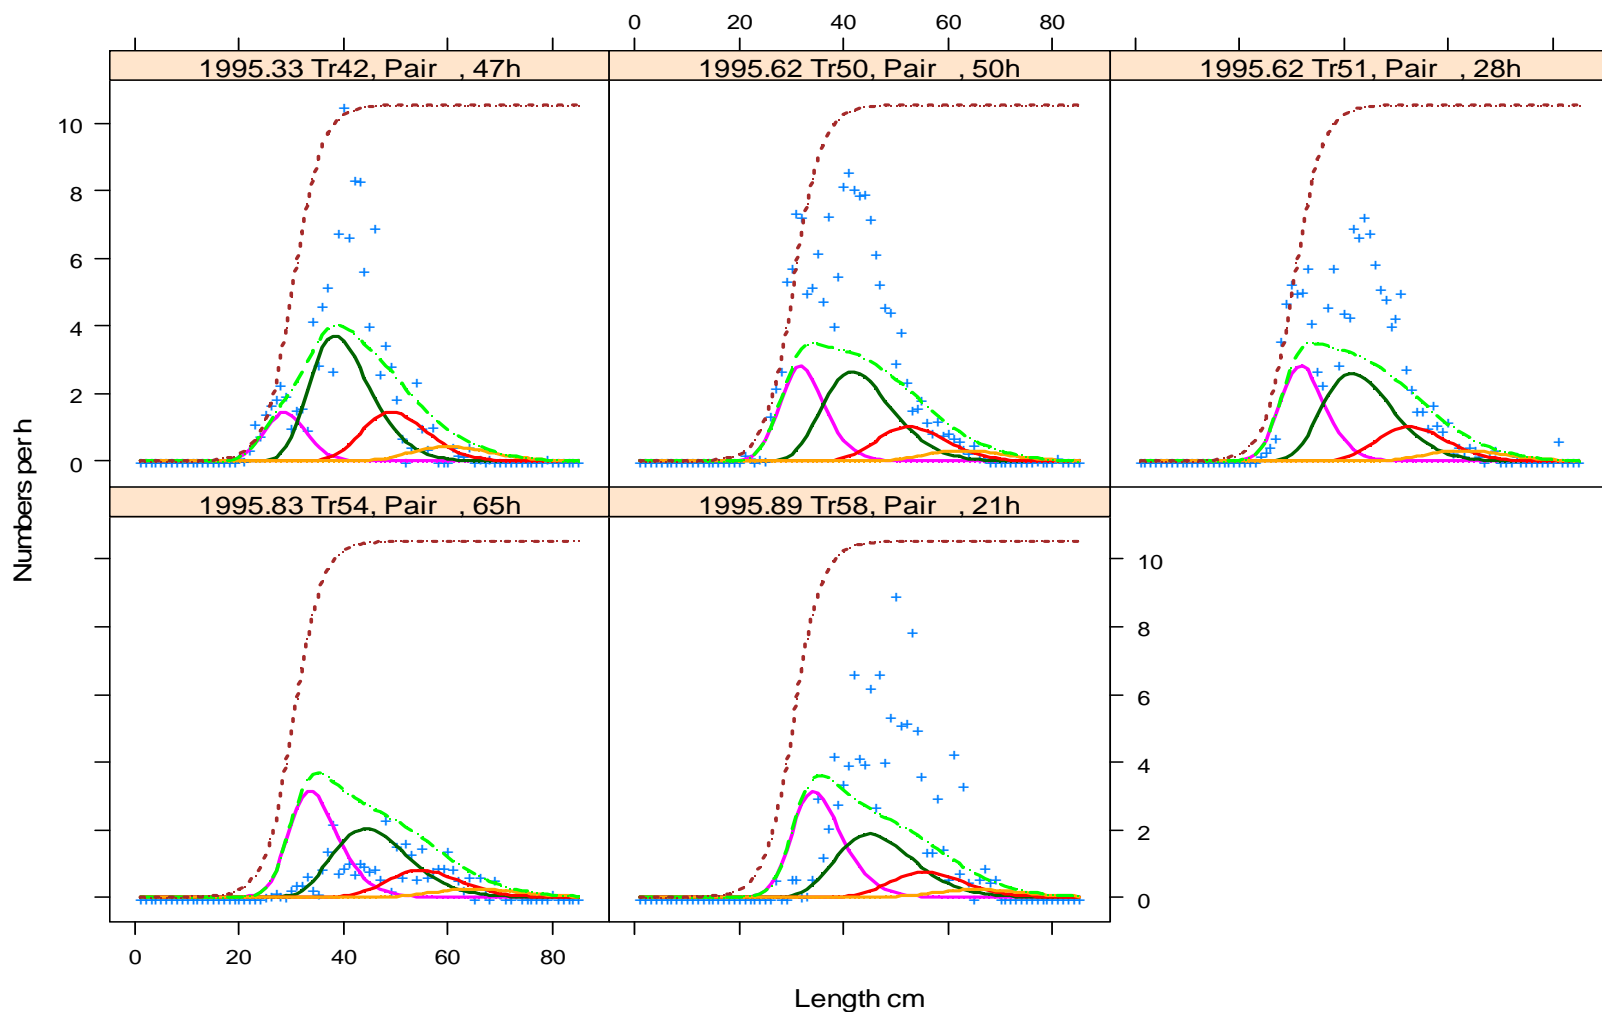 0 20 40 60 80
1995.33 Tr42, Pair , 47h
1995.62 Tr50, Pair , 50h
1995.62 Tr51, Pair , 28h
10
8
6
4
2
0
1995.83 Tr54, Pair , 65h
1995.89 Tr58, Pair , 21h
10
8
6
4
2
0
0 20 40 60 80
Numbers per h
Length cm